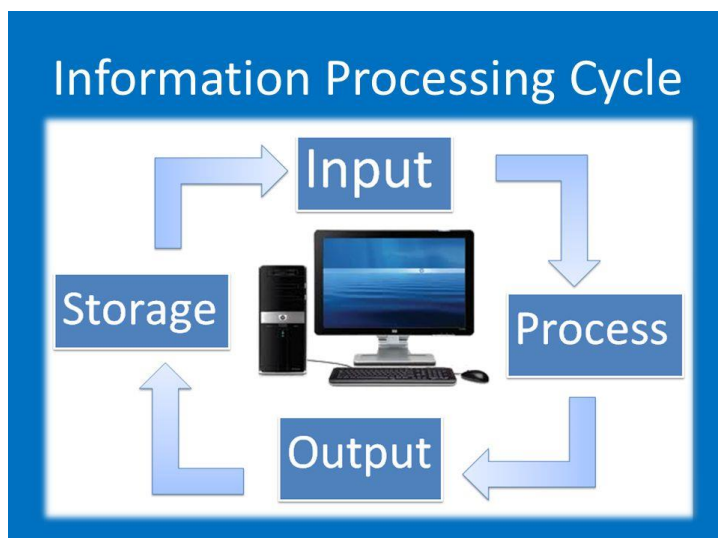 Information Processing Cycle
Input
Process
Output
Storage